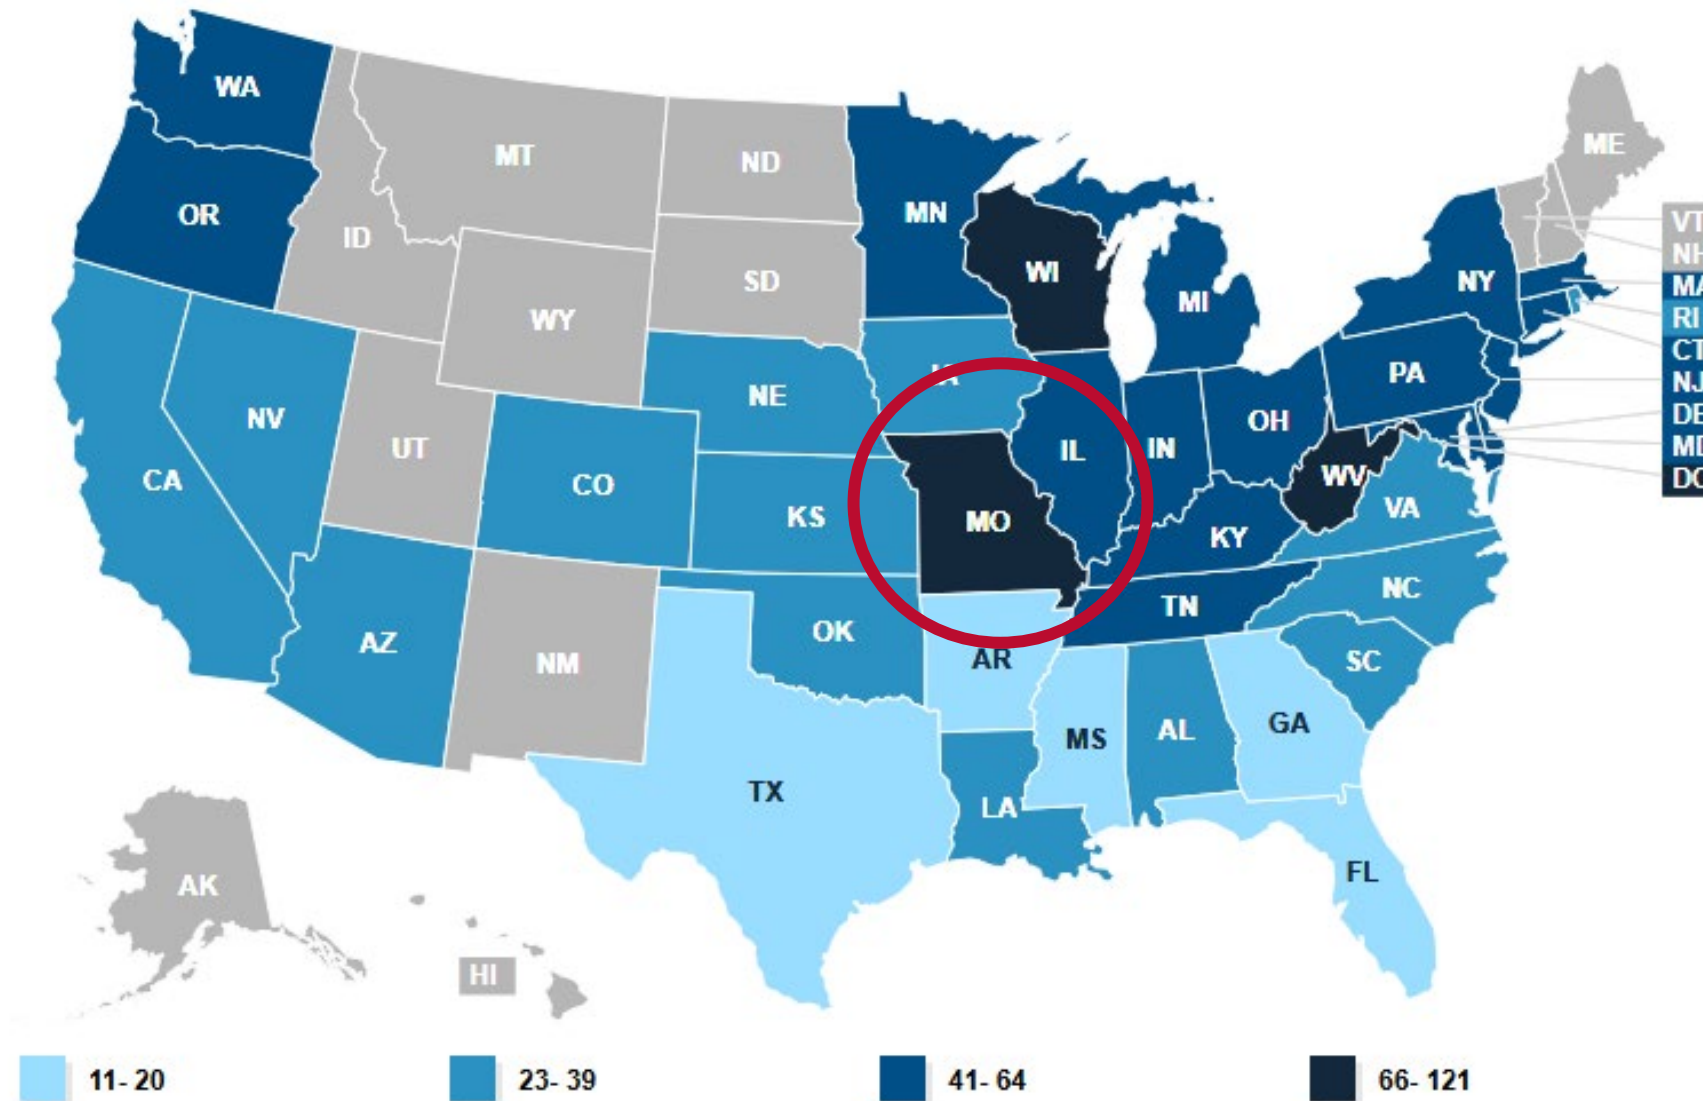 WA
MT
ND
ME
OR
ID
MN
VT
SD
WI
NH
MI
NY
MA
WY
RI
CT
IA
PA
NJ
NE
NV
OH
DE
UT
IL
IN
MD
CA
CO
WV
DC
KS
MO
VA
KY
NC
TN
AZ
OK
NM
AR
SC
MS
AL
GA
TX
LA
FL
AK
HI
11- 20
23- 39
41- 64
66- 121